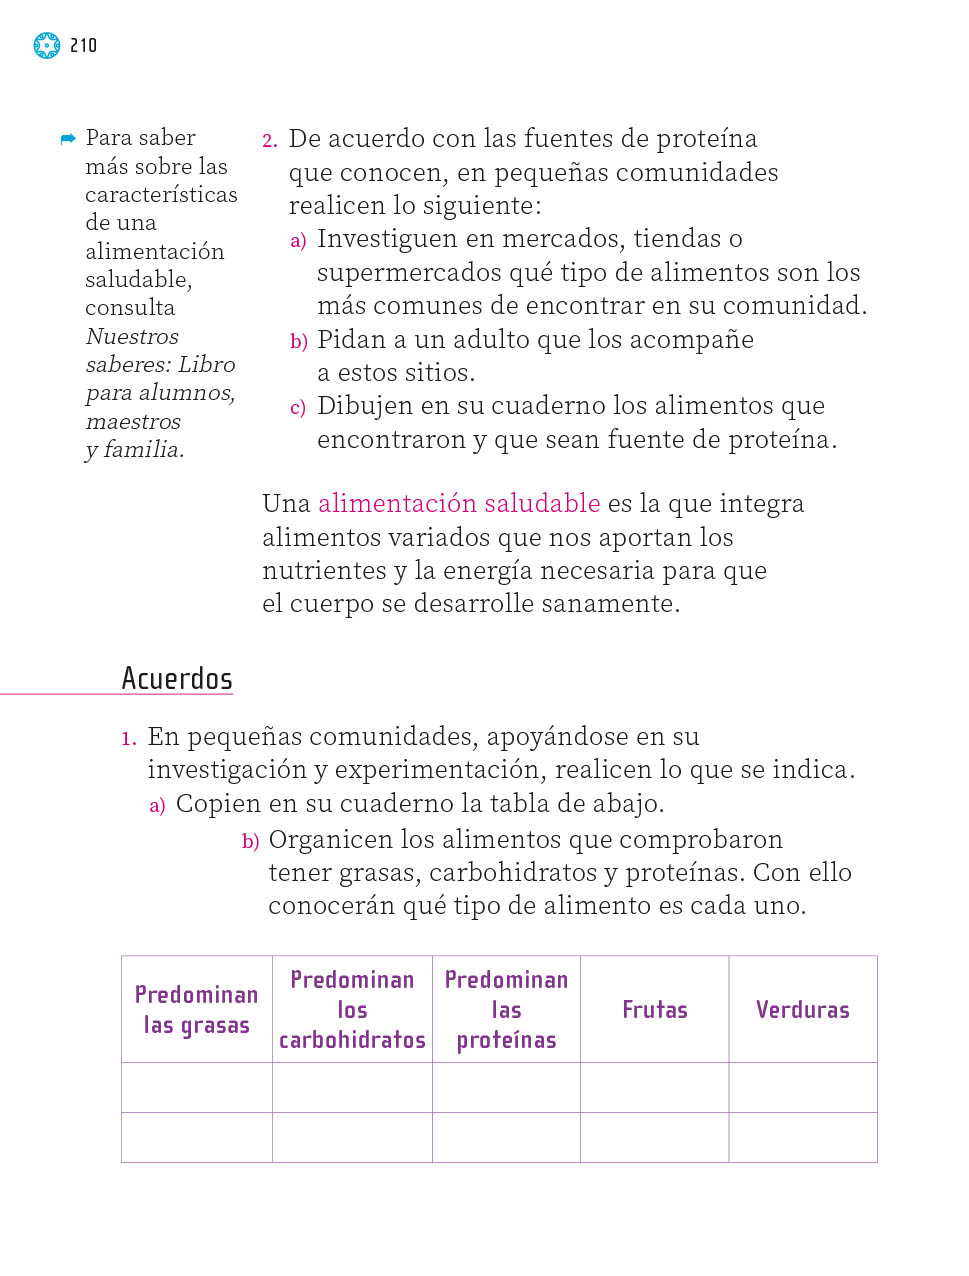 210
Para saber
más sobre las
características
de una
alimentación
saludable,
consulta
Nuestros
saberes: Libro
para alumnos,
maestros
y familia.
2. De acuerdo con las fuentes de proteína
que conocen, en pequeñas comunidades
realicen lo siguiente:
a) Investiguen en mercados, tiendas o
supermercados qué tipo de alimentos son los
más comunes de encontrar en su comunidad.
b) Pidan a un adulto que los acompañe
a estos sitios.
c) Dibujen en su cuaderno los alimentos que
encontraron y que sean fuente de proteína.
Una alimentación saludable es la que integra
alimentos variados que nos aportan los
nutrientes y la energía necesaria para que
el cuerpo se desarrolle sanamente.
Acuerdos
1. En pequeñas comunidades, apoyándose en su
investigación y experimentación, realicen lo que se indica.
a) Copien en su cuaderno la tabla de abajo.
b) Organicen los alimentos que comprobaron
tener grasas, carbohidratos y proteínas. Con ello
conocerán qué tipo de alimento es cada uno.
Predominan
las grasas
Predominan
los
carbohidratos
Predominan
las
proteínas
Frutas
Verduras